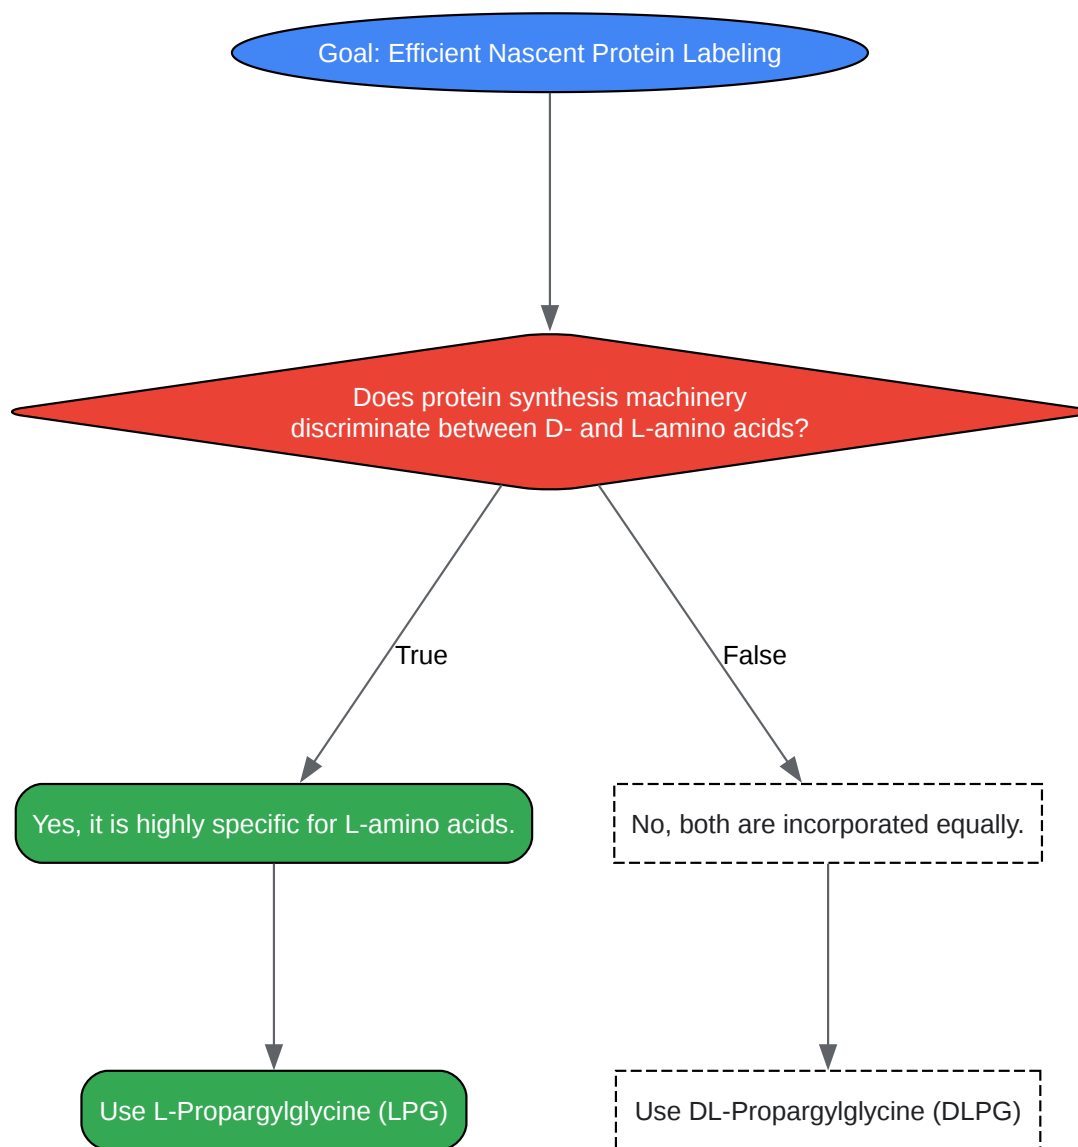 Goal: Efficient Nascent Protein Labeling
Does protein synthesis machinery
discriminate between D- and L-amino acids?
True
False
Yes, it is highly specific for L-amino acids.
No, both are incorporated equally.
Use L-Propargylglycine (LPG)
Use DL-Propargylglycine (DLPG)